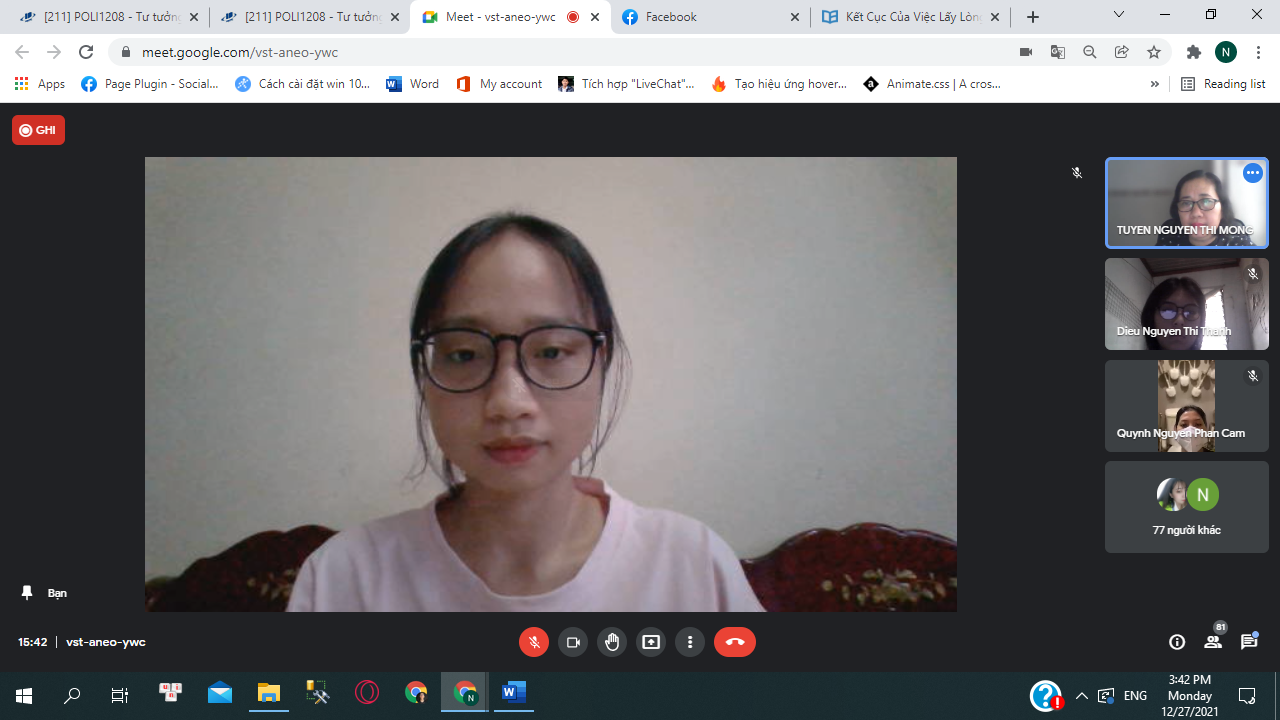 [211] POLI1208 - Tư tưởng
[211] POLI1208 - Tư tưởng
Meet - vst-aneo-ywc
Facebook
Kết Cục Của Việc Lấy Lòn
meet.google.com/vst-aneo-ywc
N
Apps
Page Plugin - Social...
Cách cài đặt win 10...
Word
My account
Tích hợp "LiveChat"...
Tạo hiệu ứng hover...
Animate.css | A cros...
»
Reading list
GHI
TUYEN NGUYEN THI MONG
Dieu Nguyen Thi Thanh
Quynh Nguyen Phan Cam
N
77 người khác
Bạn
15:42 | vst-aneo-ywc
81
ENG
3:42 PM
Monday
12/27/2021